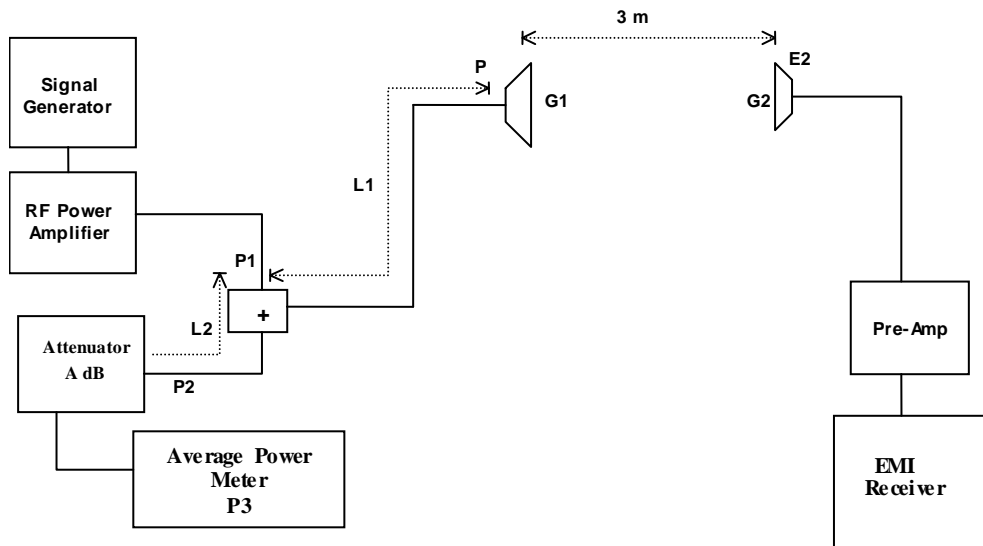 3 m
Signal
Generator
P
E2
G1
G2
L1
RF Power
Amplifier
P1
+
L2
Attenuator
A dB
P2
Pre-Amp
Average Power
Meter
P3
EMI
Receiver